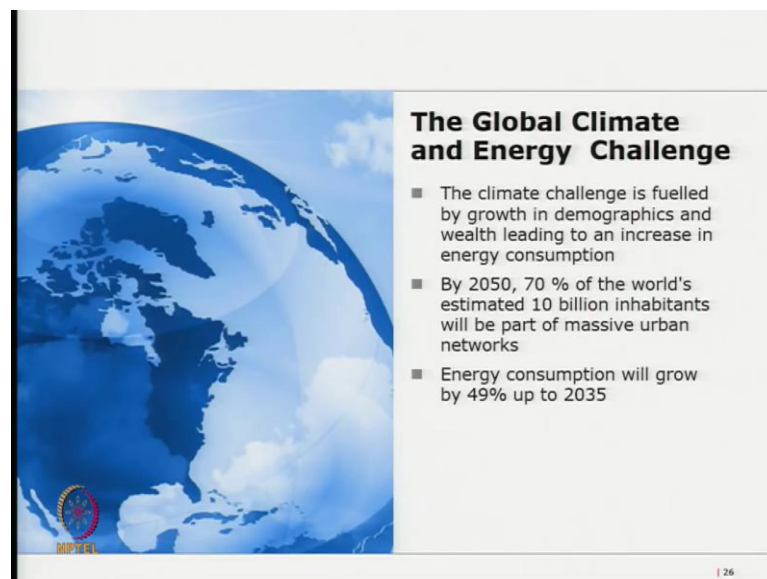 The Global Climate
and Energy Challenge
The climate challenge is fuelled
by growth in demographics and
wealth leading to an increase in
energy consumption
By 2050, 70 % of the world's
estimated 10 billion inhabitants
will be part of massive urban
networks
Energy consumption will grow
by 49% up to 2035
NPTEL
| 26